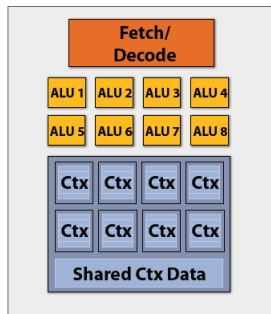 Fetch/
Decode
ALU 1 ALU 2 ALU 3 ALU 4
ALU 5 ALU 6 ALU 7 ALU 8
Ctx Ctx Ctx Ctx
Ctx Ctx Ctx Ctx
Shared Ctx Data